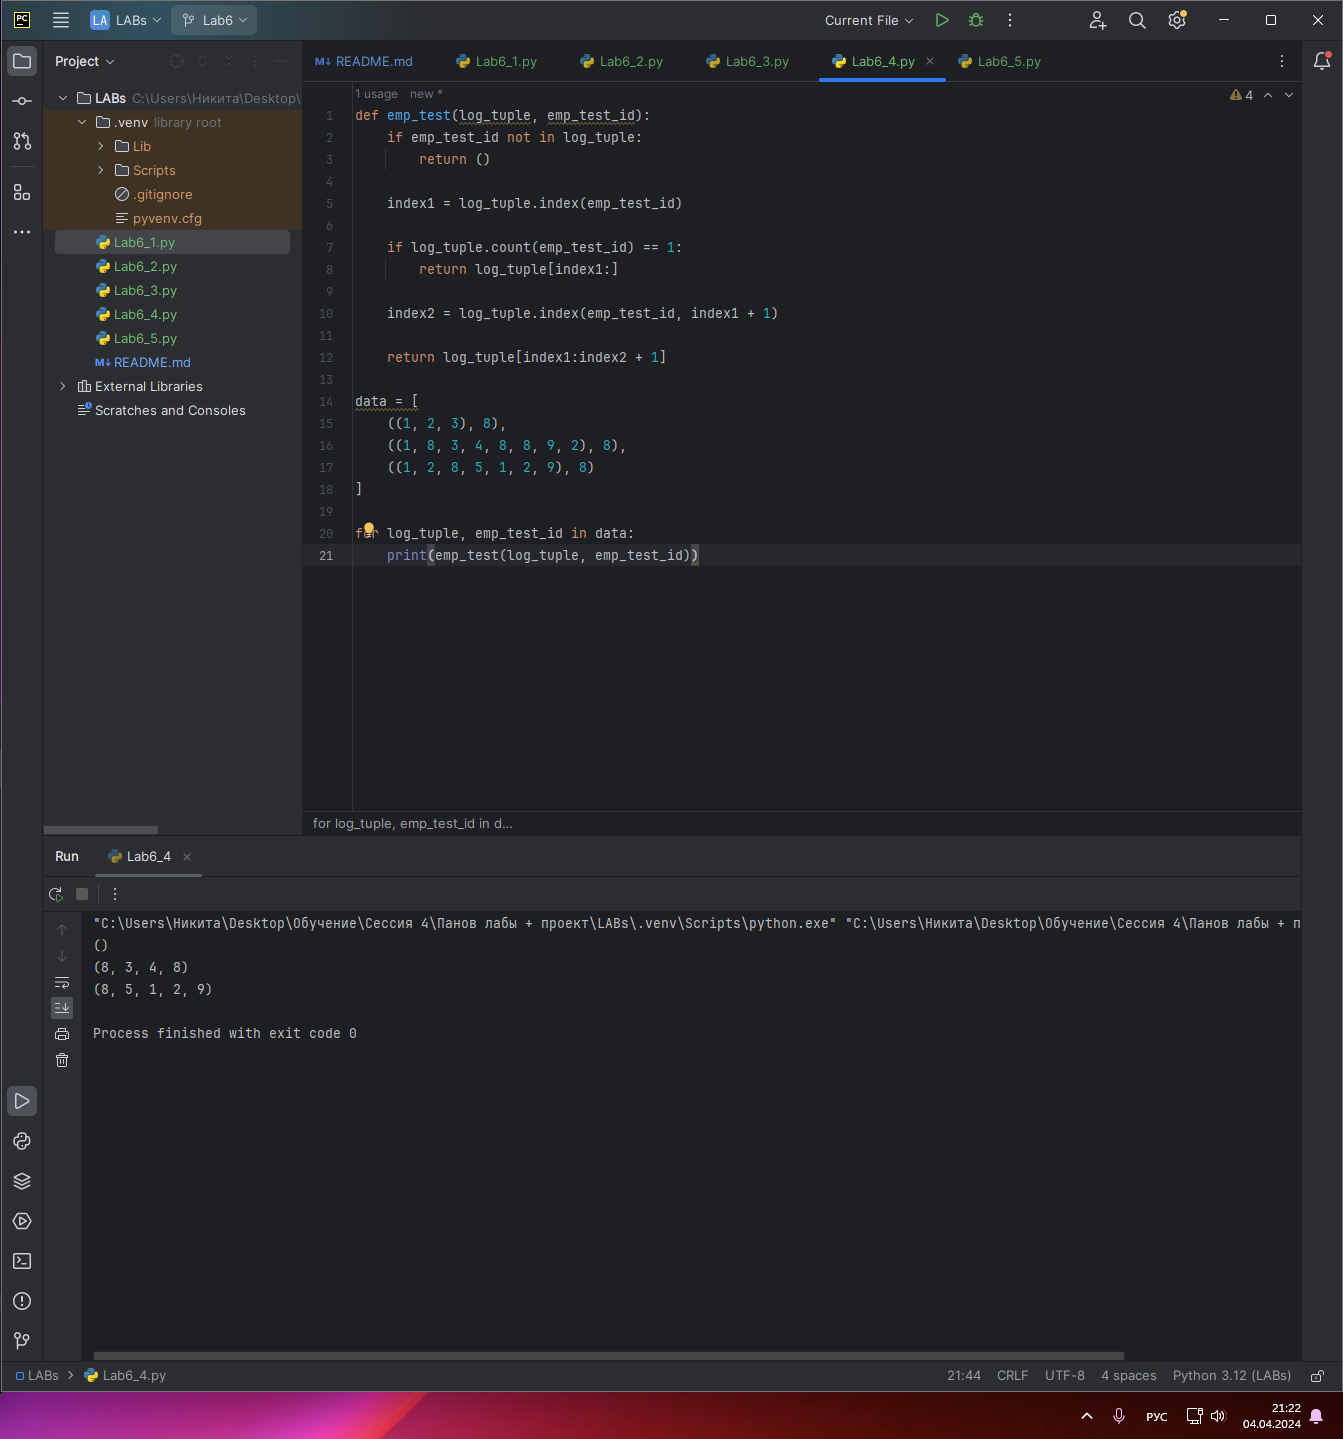 PC LA LABs Lab6 Current File
Project
README.md Lab6_1.py Lab6_2.py Lab6_3.py Lab6_4.py Lab6_5.py
LABs C:\Users\Никита\Desktop\
.venv library root
Lib
Scripts
.gitignore
pyvenv.cfg
Lab6_1.py
Lab6_2.py
Lab6_3.py
Lab6_4.py
Lab6_5.py
README.md
External Libraries
Scratches and Consoles
1 usage new *
4
1 def emp_test(log_tuple, emp_test_id):
2 if emp_test_id not in log_tuple:
3 return ()
4
5 index1 = log_tuple.index(emp_test_id)
6
7 if log_tuple.count(emp_test_id) == 1:
8 return log_tuple[index1:]
9
10 index2 = log_tuple.index(emp_test_id, index1 + 1)
11
12 return log_tuple[index1:index2 + 1]
13
14 data = [
15 ((1, 2, 3), 8),
16 ((1, 8, 3, 4, 8, 8, 9, 2), 8),
17 ((1, 2, 8, 5, 1, 2, 9), 8)
18 ]
19
20 for log_tuple, emp_test_id in data:
21 print(emp_test(log_tuple, emp_test_id))
for log_tuple, emp_test_id in d...
Run Lab6_4
"C:\Users\Никита\Desktop\Обучение\Сессия 4\Панов лабы + проект\LABs\.venv\Scripts\python.exe" "C:\Users\Никита\Desktop\Обучение\Сессия 4\Панов лабы + п
()
(8, 3, 4, 8)
(8, 5, 1, 2, 9)
Process finished with exit code 0
LABs Lab6_4.py 21:44 CRLF UTF-8 4 spaces Python 3.12 (LABs)
РУС 21:22
04.04.2024